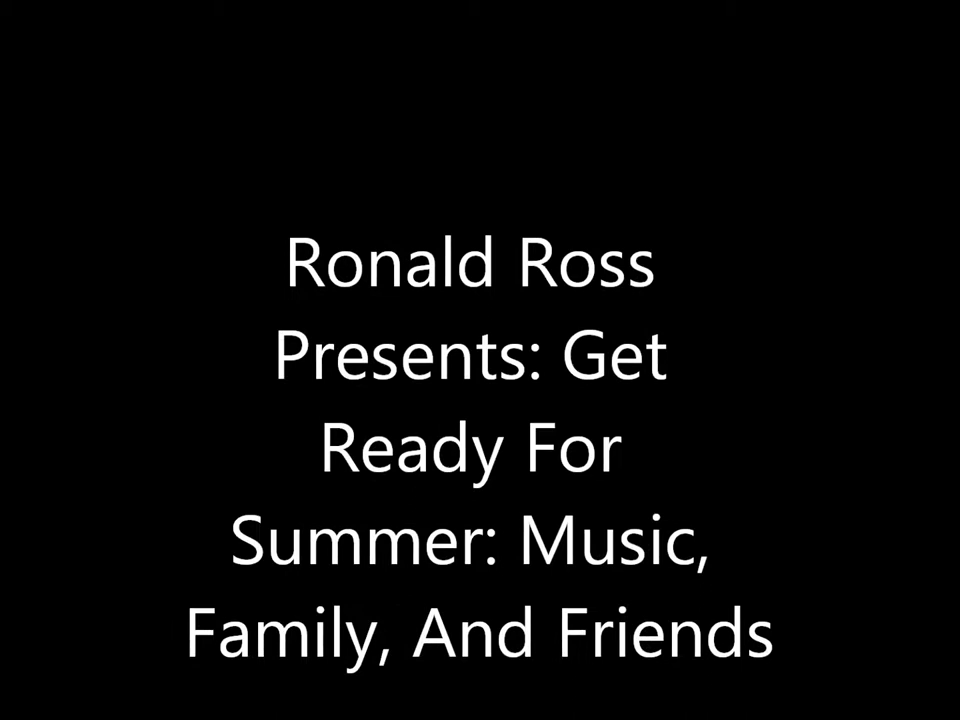 Ronald Ross
Presents: Get
Ready For
Summer: Music,
Family, And Friends